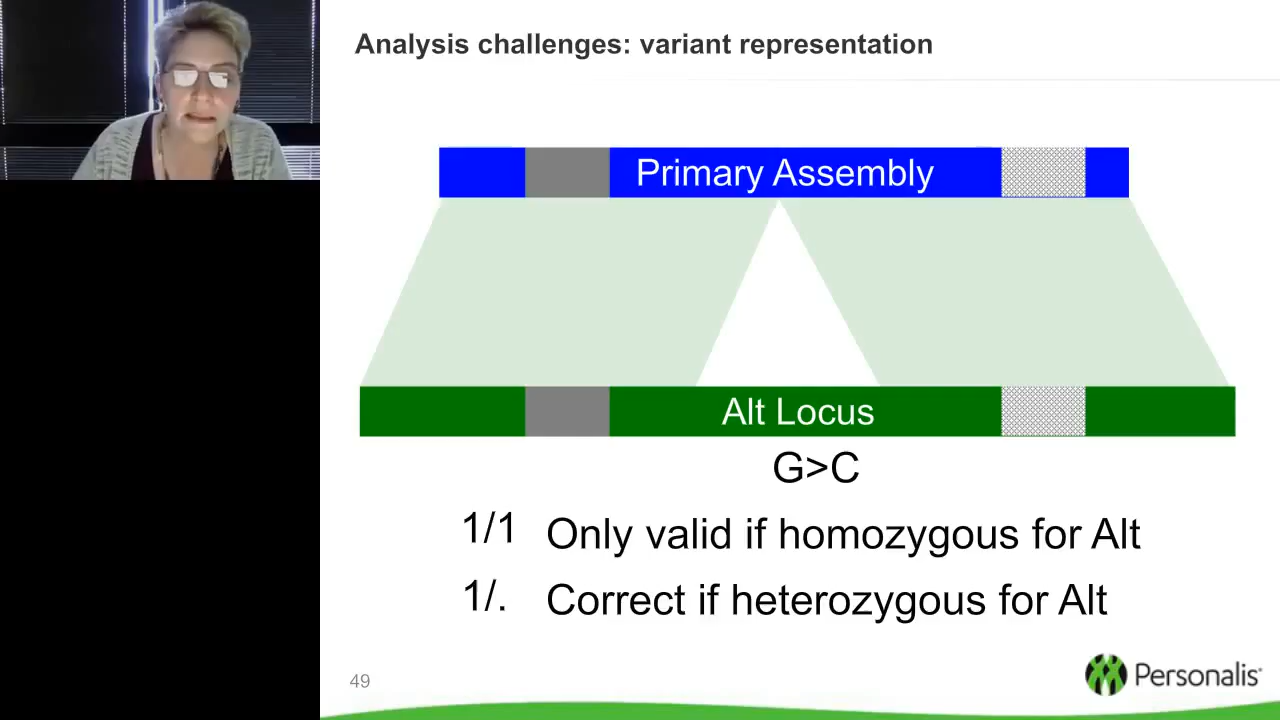 Analysis challenges: variant representation
Primary Assembly
Alt Locus
G>C
1/1 Only valid if homozygous for Alt
1/. Correct if heterozygous for Alt
49
Personalis